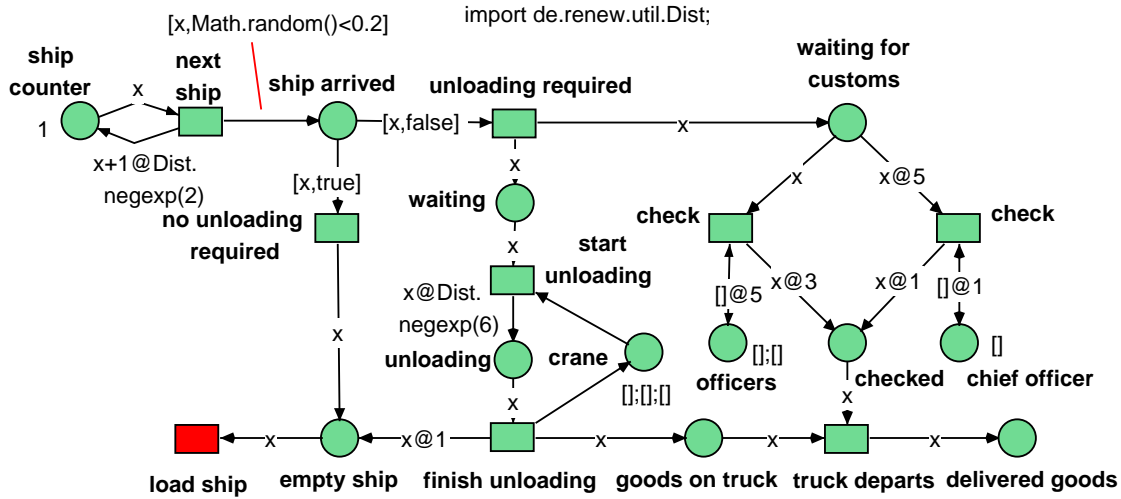 import de.renew.util.Dist;
[x,Math.random()<0.2]
ship
counter
next
ship
ship arrived
unloading required
waiting for
customs
x
1
[x,false]
x
x+1@Dist.
negexp(2)
[x,true]
x
x
x@5
waiting
no unloading
required
check
check
x
start
unloading
x@Dist.
negexp(6)
[]@5
x@3
x@1
[]@1
x
unloading
crane
[];[];[]
officers
[];[]
checked
[]
chief officer
x
x
x
x@1
x
x
x
load ship
empty ship
finish unloading
goods on truck
truck departs
delivered goods